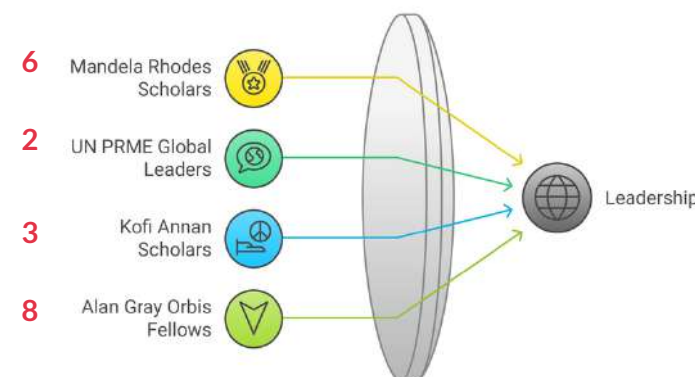 6
Mandela Rhodes
Scholars
2
UN PRME Global
Leaders
3
Kofi Annan
Scholars
8
Alan Gray Orbis
Fellows
Leadership